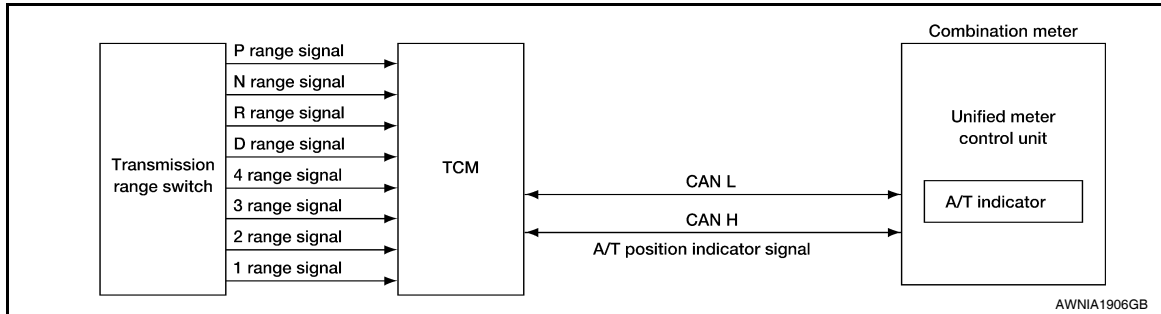 Combination meter
P range signal
N range signal
R range signal
D range signal
4 range signal
3 range signal
2 range signal
1 range signal
Transmission
range switch
TCM
CAN L
CAN H
A/T position indicator signal
Unified meter
control unit
A/T indicator
AWNIA1906GB